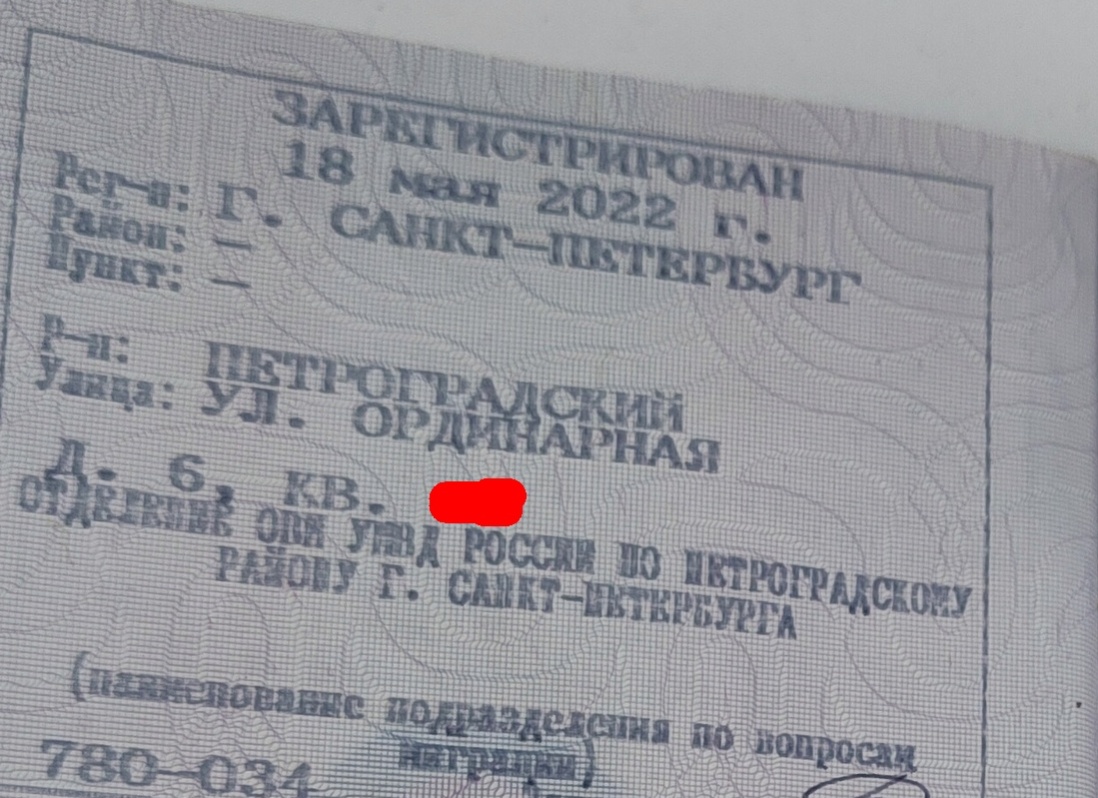 ЗАРЕГИСТРИРОВАН
18 мая 2022 г.
Рег-н: Г. САНКТ-ПЕТЕРБУРГ
Район: -
Пункт: -
Р-н: ПЕТРОГРАДСКИЙ
Улица: УЛ. ОРДИНАРНАЯ
Д. 6, КВ.
ОТДЕЛЕНИЕ ОВМ УМВД РОССИИ ПО ПЕТРОГРАДСКОМУ
РАЙОНУ Г. САНКТ-ПЕТЕРБУРГА
(наименование подразделения по вопросам
миграции)
780-034